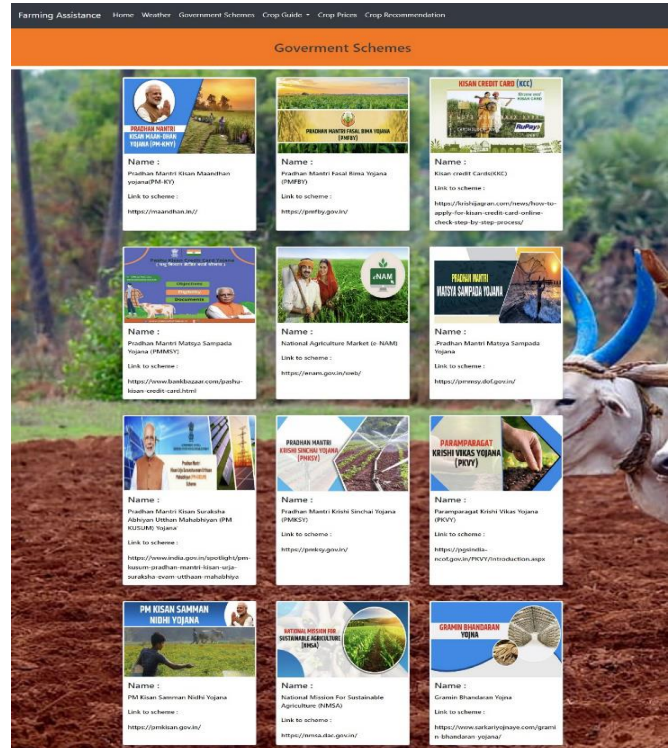 Farming Assistance Home Weather Government Schemes Crop Guide Crop Prices Crop Recommendation
Goverment Schemes
PRADHAN MANTRI
KISAN MAAN-DHAN
YOJANA (PM-KMY)
Name :
Pradhan Mantri Kisan Maandhan
yojana(PM-KY)
Link to scheme :
https://maandhan.in//
PRADHAN MANTRI FASAL BIMA YOJANA
(PMFBY)
Name :
Pradhan Mantri Fasal Bima Yojana
(PMFBY)
Link to scheme :
https://pmfby.gov.in/
KISAN CREDIT CARD (KCC)
RuPay
Name :
Kisan credit Cards(KKC)
Link to scheme :
https://krishijagran.com/news/how-to-
apply-for-kisan-credit-card-online-
check-step-by-step-process/
Pashu Kisan Credit Card Yojana
Objectives
Eligibility
Documents
Name :
Pradhan Mantri Matsya Sampada
Yojana (PMMSY)
Link to scheme :
https://www.bankbazaar.com/pashu-
kisan-credit-card.html
eNAM
Name :
National Agriculture Market (e-NAM)
Link to scheme :
https://enam.gov.in/web/
PRADHAN MANTRI
MATSYA SAMPADA YOJANA
Name :
.Pradhan Mantri Matsya Sampada
Yojana
Link to scheme :
https://pmmsy.dof.gov.in/
Name :
Pradhan Mantri Kisan Suraksha
Abhiyan Utthan Mahabhiyan (PM
KUSUM) Yojana
Link to scheme :
https://www.india.gov.in/spotlight/pm-
kusum-pradhan-mantri-kisan-urja-
suraksha-evam-utthaan-mahabhiya
PRADHAN MANTRI
KRISHI SINCHAI YOJANA
(PMKSY)
Name :
Pradhan Mantri Krishi Sinchai Yojana
(PMKSY)
Link to scheme :
https://pmksy.gov.in/
PARAMPARAGAT
KRISHI VIKAS YOJANA
(PKVY)
Name :
Paramparagat Krishi Vikas Yojana
(PKVY)
Link to scheme :
https://pgsindia-
ncof.gov.in/PKVY/Introduction.aspx
PM KISAN SAMMAN
NIDHI YOJANA
Name :
PM Kisan Samman Nidhi Yojana
Link to scheme :
https://pmkisan.gov.in/
NATIONAL MISSION FOR
SUSTAINABLE AGRICULTURE
(NMSA)
Name :
National Mission For Sustainable
Agriculture (NMSA)
Link to scheme :
https://nmsa.dac.gov.in/
GRAMIN BHANDARAN
YOJNA
Name :
Gramin Bhandaran Yojna
Link to scheme :
https://www.sarkariyojnaye.com/grami
n-bhandaran-yojana/